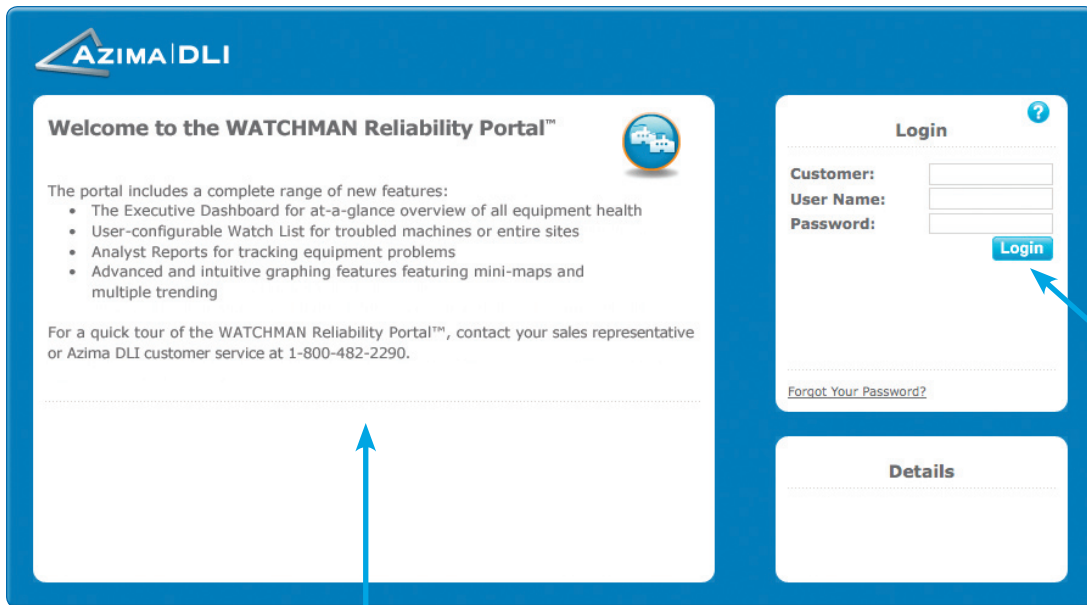 AZIMA DLI
Welcome to the WATCHMAN Reliability Portal™
The portal includes a complete range of new features:
• The Executive Dashboard for at-a-glance overview of all equipment health
• User-configurable Watch List for troubled machines or entire sites
• Analyst Reports for tracking equipment problems
• Advanced and intuitive graphing features featuring mini-maps and
multiple trending
For a quick tour of the WATCHMAN Reliability Portal™, contact your sales representative
or Azima DLI customer service at 1-800-482-2290.
?
Login
Customer:
User Name:
Password:
Login
Forgot Your Password?
Details